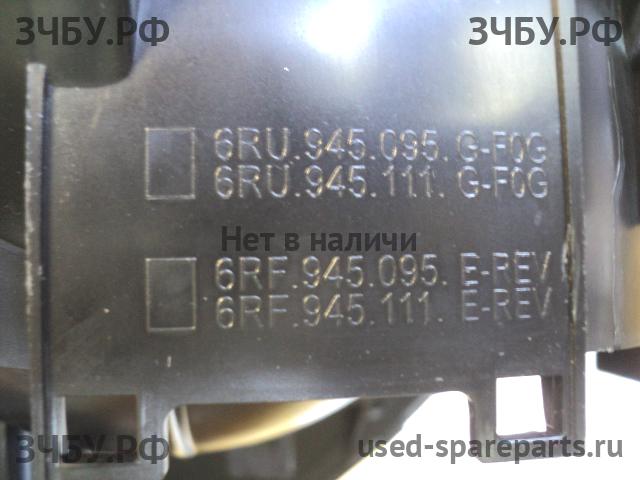 ЗЧБУ.РФ ЗЧБУ.РФ
6RU.945.095.G-FOG
6RU.945.111. G-FOG
Нет в наличи
6RF.945.095. E-REV
6RF.945.111. E-REV
ЗЧБУ.РФ used-spareparts.ru